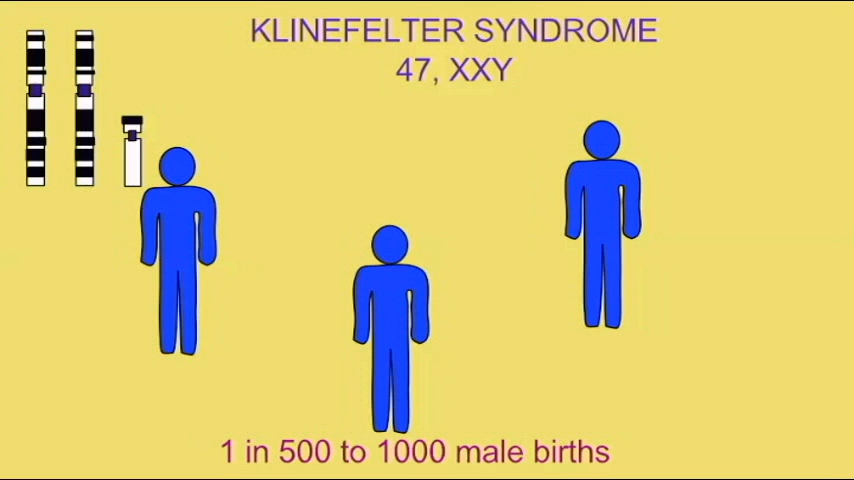 KLINEFELTER SYNDROME
47, XXY
1 in 500 to 1000 male births